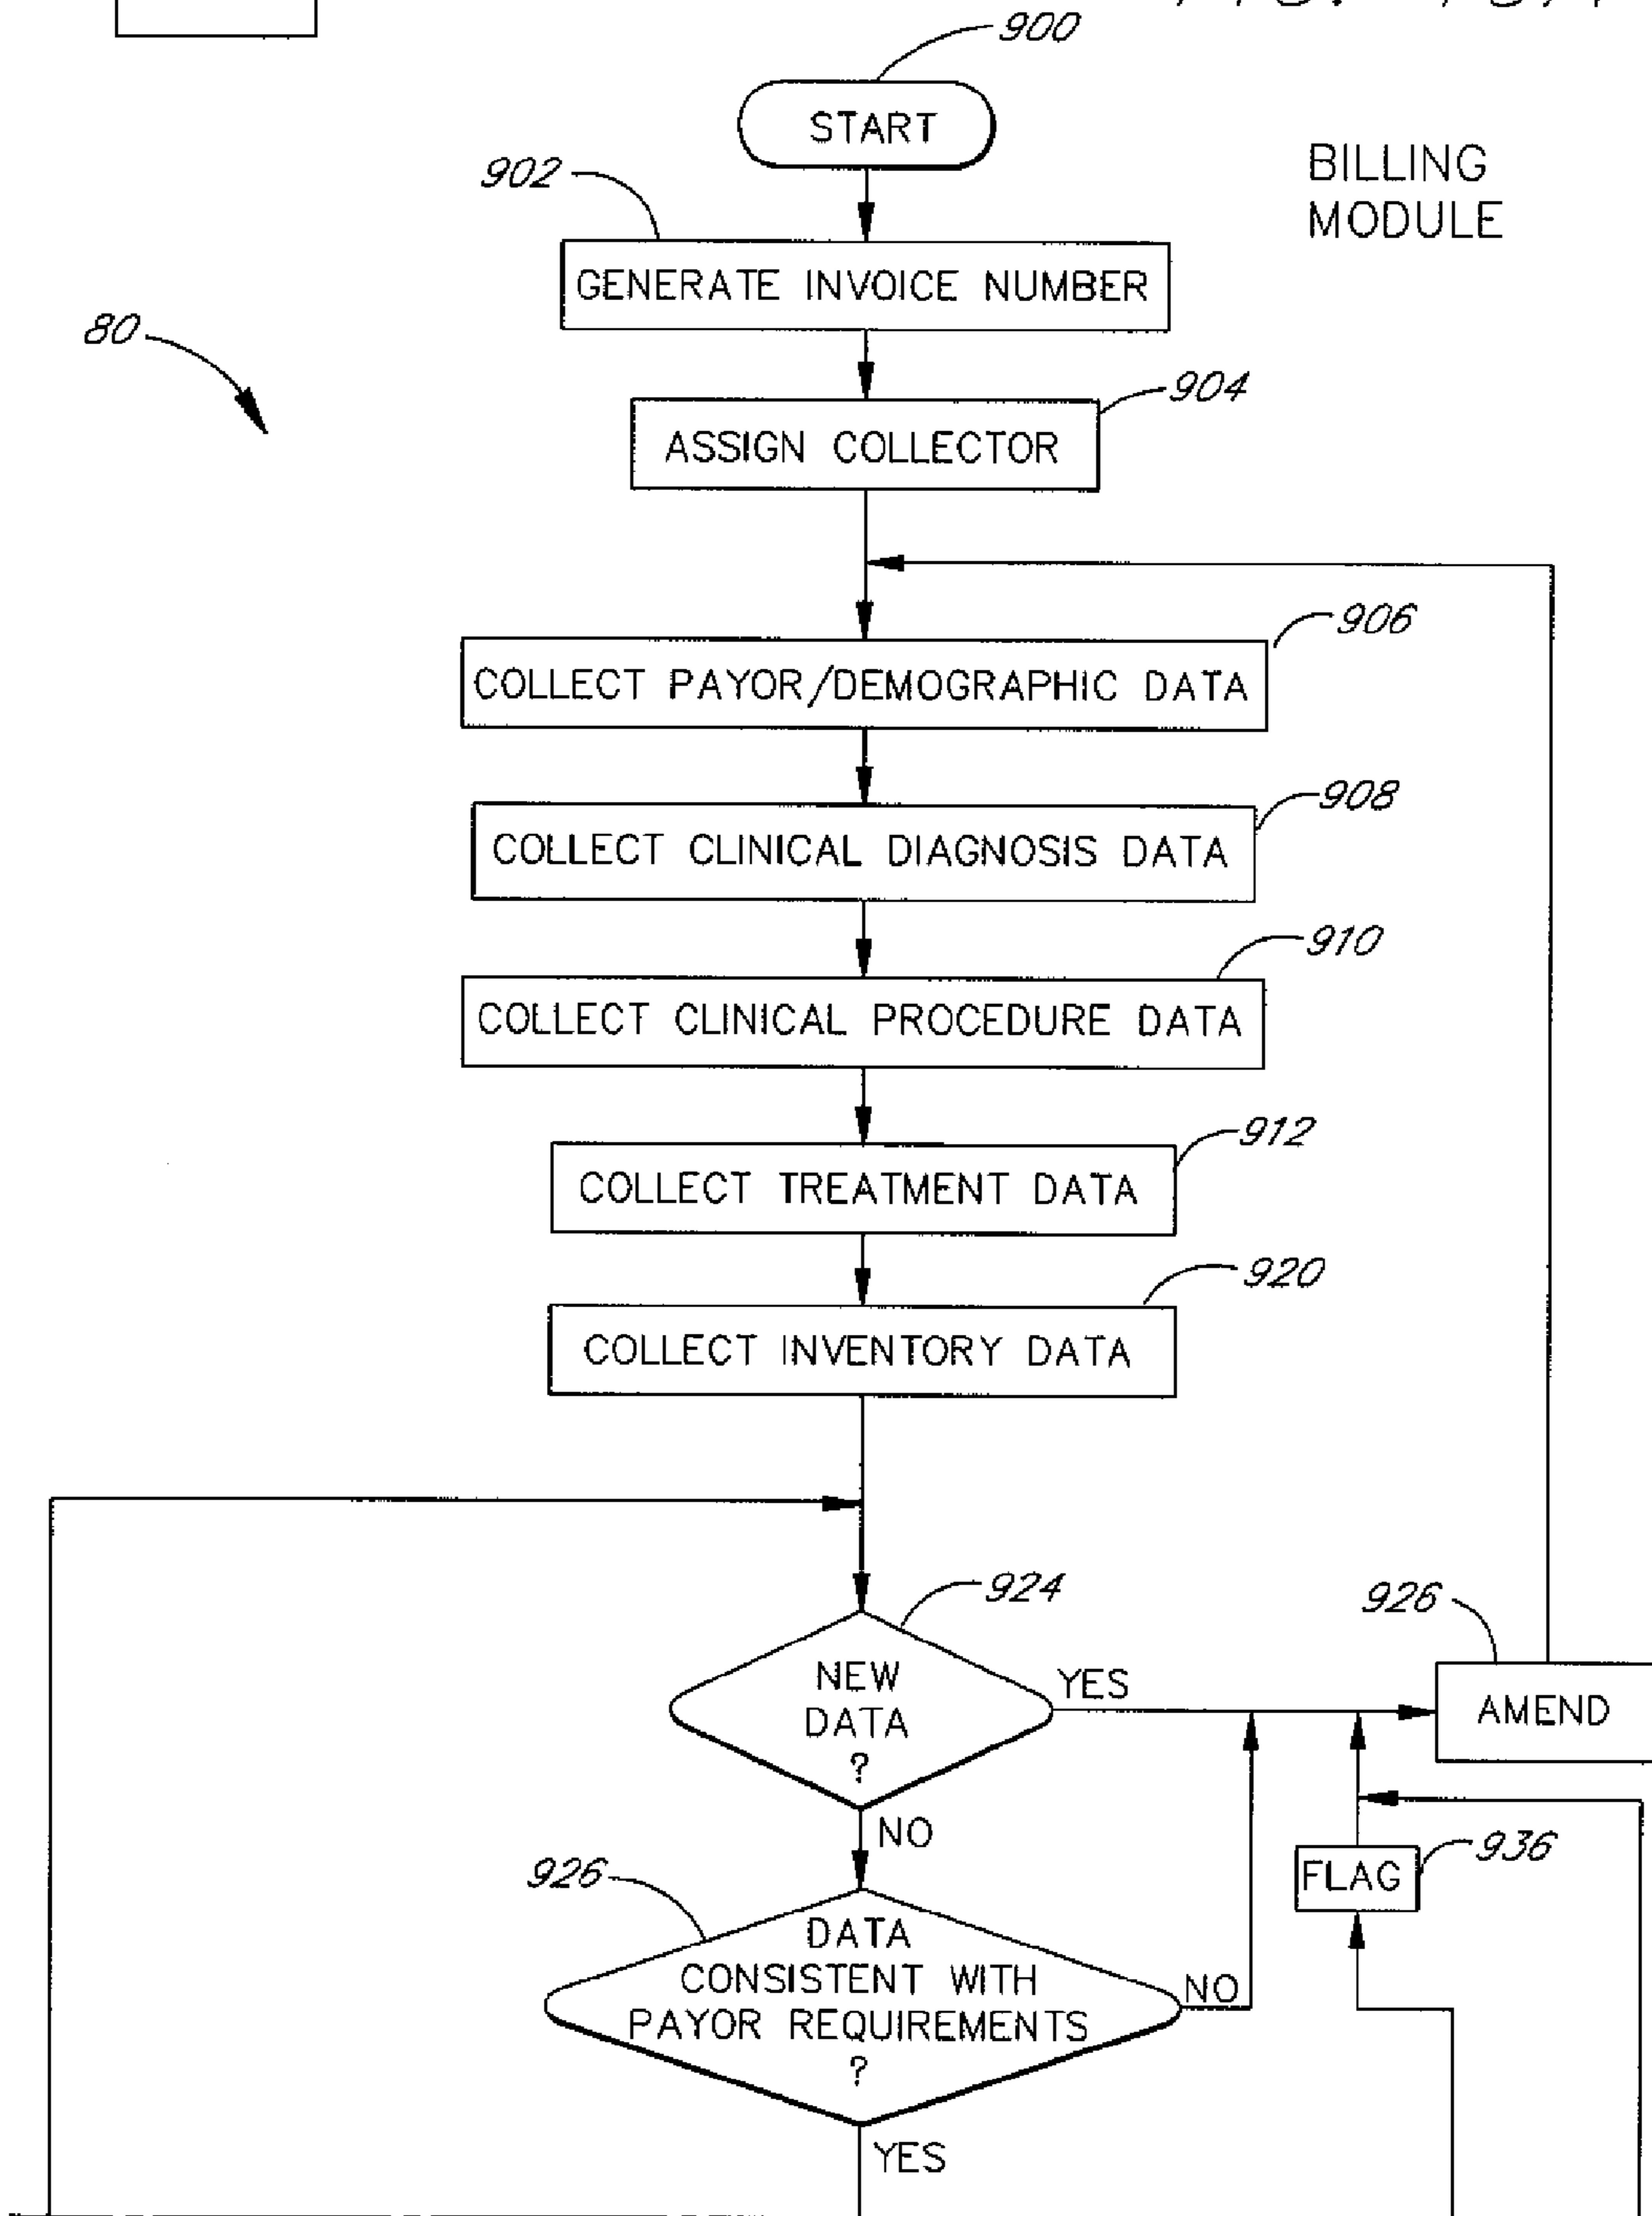 900
START
BILLING
MODULE
902
GENERATE INVOICE NUMBER
80
904
ASSIGN COLLECTOR
906
COLLECT PAYOR/DEMOGRAPHIC DATA
908
COLLECT CLINICAL DIAGNOSIS DATA
910
COLLECT CLINICAL PROCEDURE DATA
912
COLLECT TREATMENT DATA
920
COLLECT INVENTORY DATA
924
926
NEW
DATA
?
YES
AMEND
NO
926
936
FLAG
DATA
CONSISTENT WITH
PAYOR REQUIREMENTS
?
NO
YES